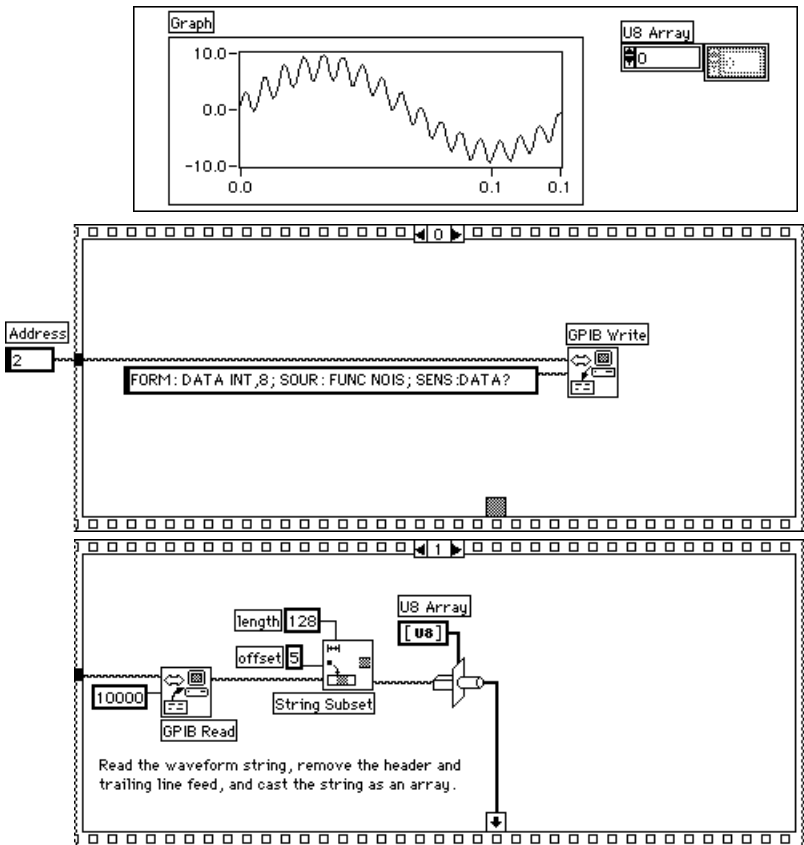 Graph
10.0
0.0
-10.0
0.0
0.1
0.1
U8 Array
0
0
Address
2
GPIB Write
FORM: DATA INT,8; SOUR: FUNC NOIS; SENS:DATA?
1
length 128
offset 5
U8 Array
[U8]
String Subset
10000
GPIB Read
Read the waveform string, remove the header and
trailing line feed, and cast the string as an array.